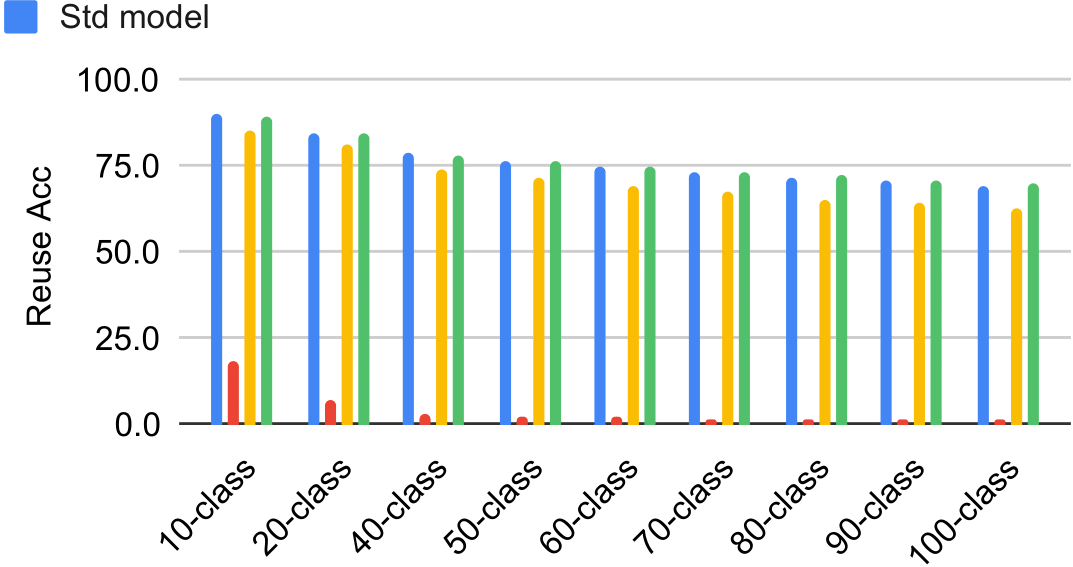 Std model
Reuse Acc
100.0
75.0
50.0
25.0
0.0
10-class
20-class
40-class
50-class
60-class
70-class
80-class
90-class
100-class